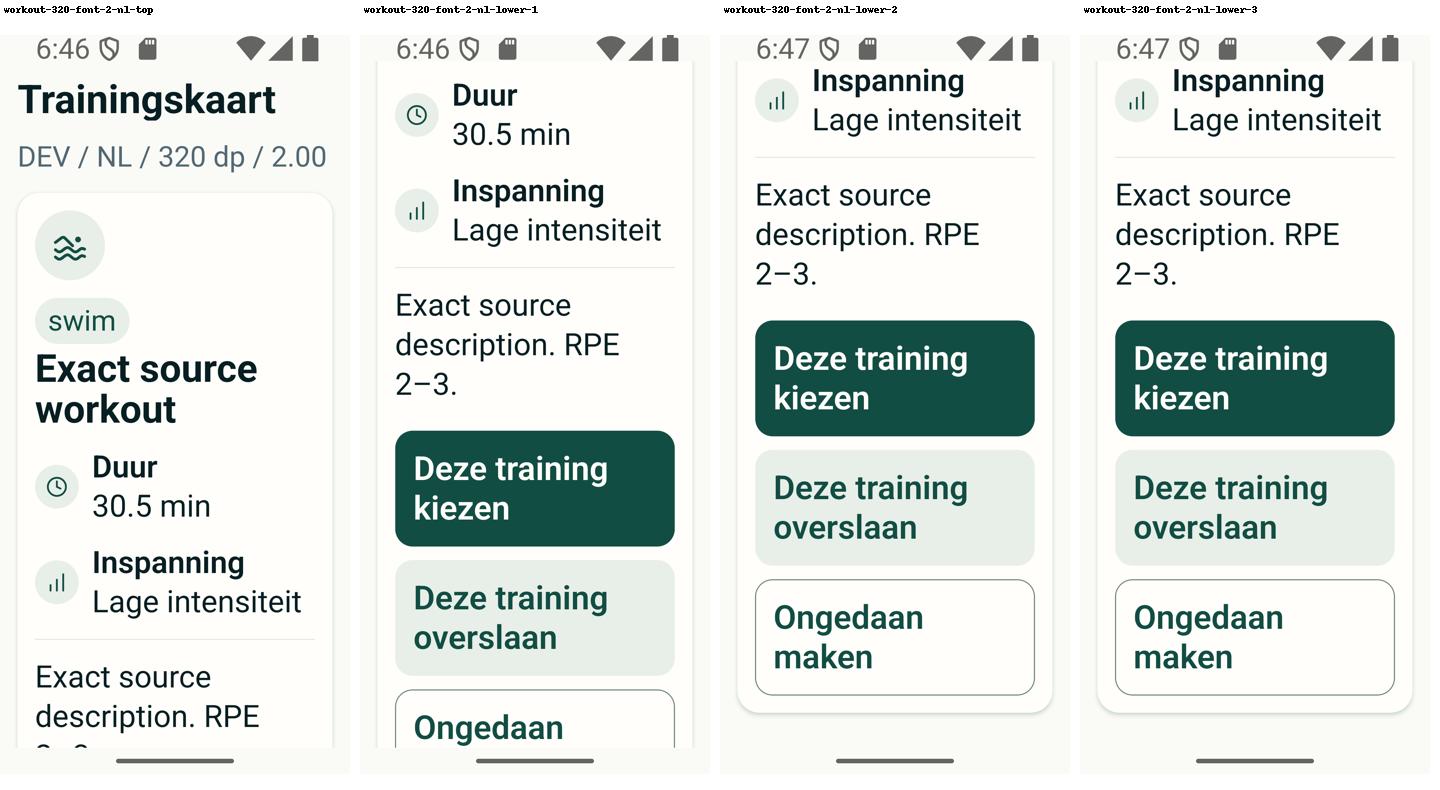 workout-320-font-2-nl-top
6:46
Trainingskaart
DEV / NL / 320 dp / 2.00
swim
Exact source
workout
Duur
30.5 min
Inspanning
Lage intensiteit
Exact source
description. RPE
workout-320-font-2-nl-lower-1
6:46
Duur
30.5 min
Inspanning
Lage intensiteit
Exact source
description. RPE
2–3.
Deze training
kiezen
Deze training
overslaan
Ongedaan
workout-320-font-2-nl-lower-2
6:47
Inspanning
Lage intensiteit
Exact source
description. RPE
2–3.
Deze training
kiezen
Deze training
overslaan
Ongedaan
maken
workout-320-font-2-nl-lower-3
6:47
Inspanning
Lage intensiteit
Exact source
description. RPE
2–3.
Deze training
kiezen
Deze training
overslaan
Ongedaan
maken